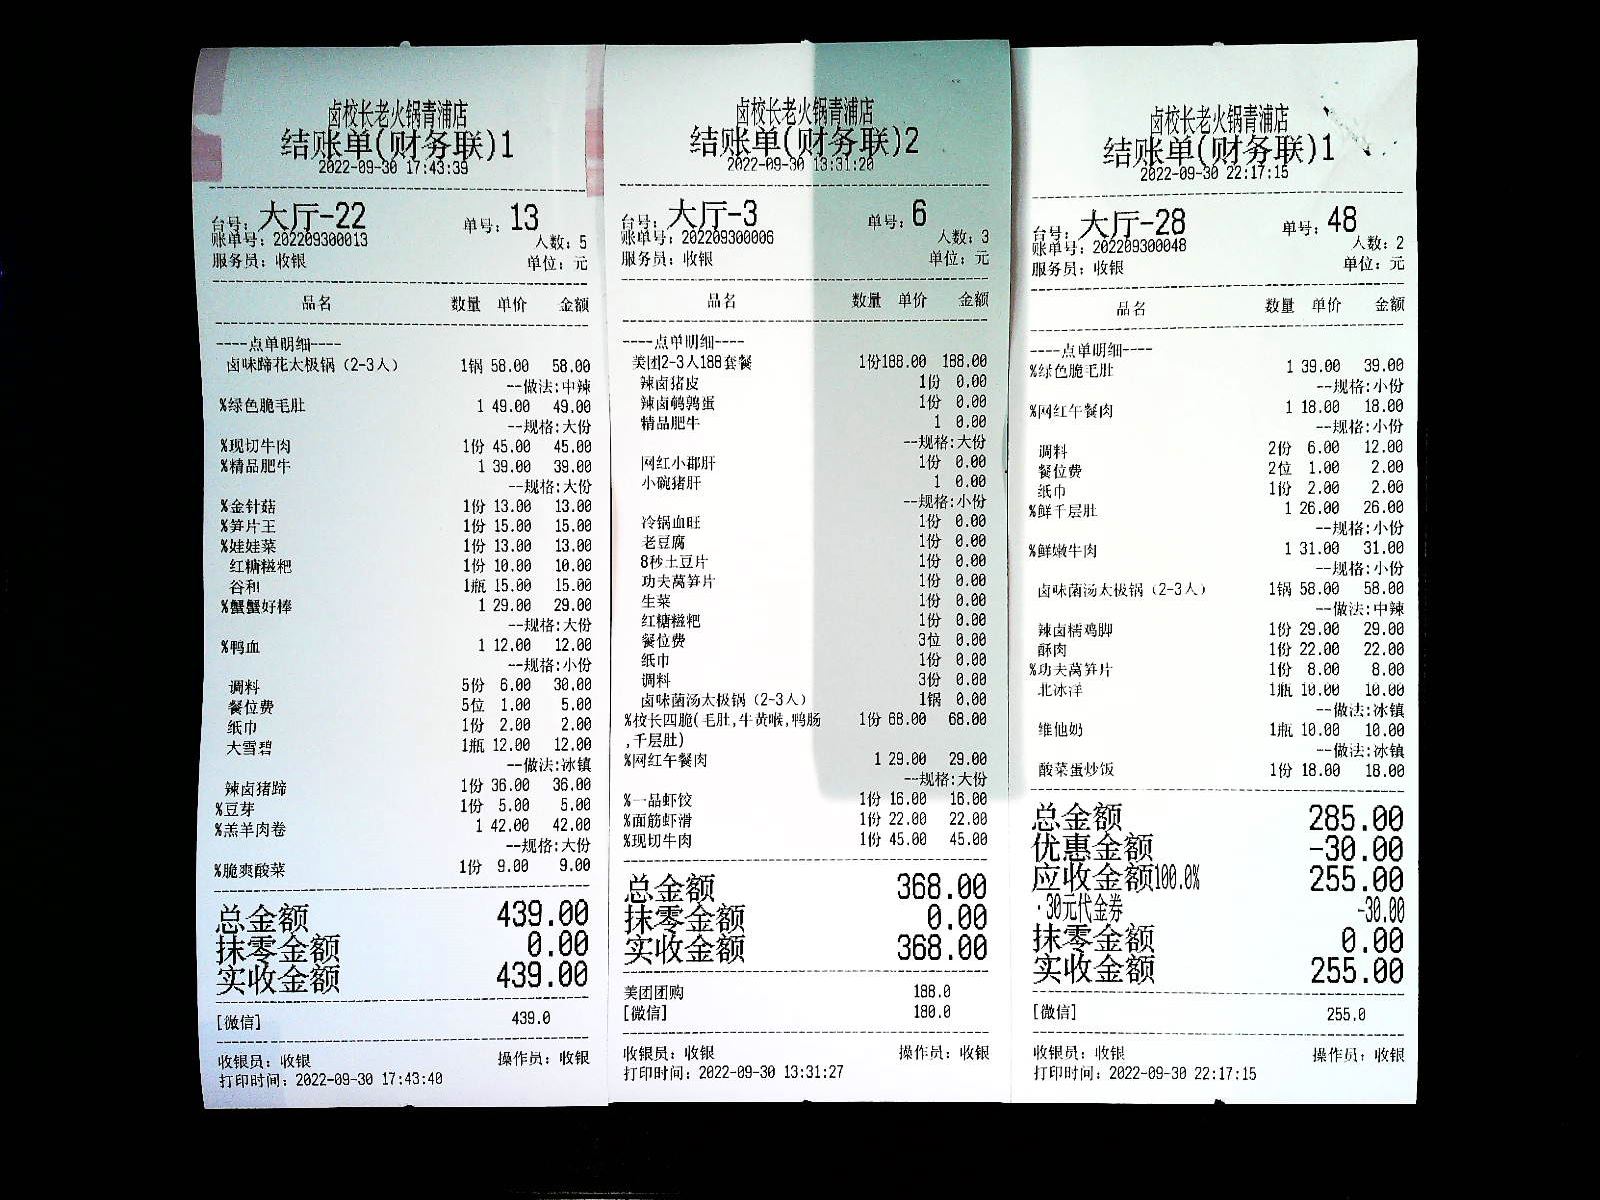 卤校长老火锅青浦店
结账单(财务联)1
2022-09-30 17:43:39
台号: 大厅-22 单号: 13
账单号: 202209300013 人数: 5
服务员: 收银 单位: 元
品名 数量 单价 金额
----点单明细----
卤味蹄花太极锅（2-3人） 1锅 58.00 58.00
--做法:中辣
%绿色脆毛肚 1 49.00 49.00
--规格:大份
%现切牛肉 1份 45.00 45.00
%精品肥牛 1 39.00 39.00
--规格:大份
%金针菇 1份 13.00 13.00
%笋片王 1份 15.00 15.00
%娃娃菜 1份 13.00 13.00
红糖糍粑 1份 10.00 10.00
谷和 1瓶 15.00 15.00
%蟹蟹好棒 1 29.00 29.00
--规格:大份
%鸭血 1 12.00 12.00
--规格:小份
调料 5份 6.00 30.00
餐位费 5位 1.00 5.00
纸巾 1份 2.00 2.00
大雪碧 1瓶 12.00 12.00
--做法:冰镇
辣卤猪蹄 1份 36.00 36.00
%豆芽 1份 5.00 5.00
%羔羊肉卷 1 42.00 42.00
--规格:大份
%脆爽酸菜 1份 9.00 9.00
总金额 439.00
抹零金额 0.00
实收金额 439.00
[微信] 439.0
收银员: 收银 操作员: 收银
打印时间: 2022-09-30 17:43:40
卤校长老火锅青浦店
结账单(财务联)2
2022-09-30 13:31:20
台号: 大厅-3 单号: 6
账单号: 202209300006 人数: 3
服务员: 收银 单位: 元
品名 数量 单价 金额
----点单明细----
美团2-3人188套餐 1份188.00 188.00
辣卤猪皮 1份 0.00
辣卤鹌鹑蛋 1份 0.00
精品肥牛 1 0.00
--规格:大份
网红小郡肝 1份 0.00
小碗猪肝 1 0.00
--规格:小份
冷锅血旺 1份 0.00
老豆腐 1份 0.00
8秒土豆片 1份 0.00
功夫莴笋片 1份 0.00
生菜 1份 0.00
红糖糍粑 1份 0.00
餐位费 3位 0.00
纸巾 1份 0.00
调料 3份 0.00
卤味菌汤太极锅（2-3人） 1锅 0.00
%校长四脆(毛肚,牛黄喉,鸭肠 1份 68.00 68.00
,千层肚)
%网红午餐肉 1 29.00 29.00
--规格:大份
%一品虾饺 1份 16.00 16.00
%面筋虾滑 1份 22.00 22.00
%现切牛肉 1份 45.00 45.00
总金额 368.00
抹零金额 0.00
实收金额 368.00
美团团购 188.0
[微信] 180.0
收银员: 收银 操作员: 收银
打印时间: 2022-09-30 13:31:27
卤校长老火锅青浦店
结账单(财务联)1
2022-09-30 22:17:15
台号: 大厅-28 单号: 48
账单号: 202209300048 人数: 2
服务员: 收银 单位: 元
品名 数量 单价 金额
----点单明细----
%绿色脆毛肚 1 39.00 39.00
--规格:小份
%网红午餐肉 1 18.00 18.00
--规格:小份
调料 2份 6.00 12.00
餐位费 2位 1.00 2.00
纸巾 1份 2.00 2.00
%鲜千层肚 1 26.00 26.00
--规格:小份
%鲜嫩牛肉 1 31.00 31.00
--规格:小份
卤味菌汤太极锅（2-3人） 1锅 58.00 58.00
--做法:中辣
辣卤糯鸡脚 1份 29.00 29.00
酥肉 1份 22.00 22.00
%功夫莴笋片 1份 8.00 8.00
北冰洋 1瓶 10.00 10.00
--做法:冰镇
维他奶 1瓶 10.00 10.00
--做法:冰镇
酸菜蛋炒饭 1份 18.00 18.00
总金额 285.00
优惠金额 -30.00
应收金额100.0% 255.00
·30元代金券 -30.00
抹零金额 0.00
实收金额 255.00
[微信] 255.0
收银员: 收银 操作员: 收银
打印时间: 2022-09-30 22:17:15